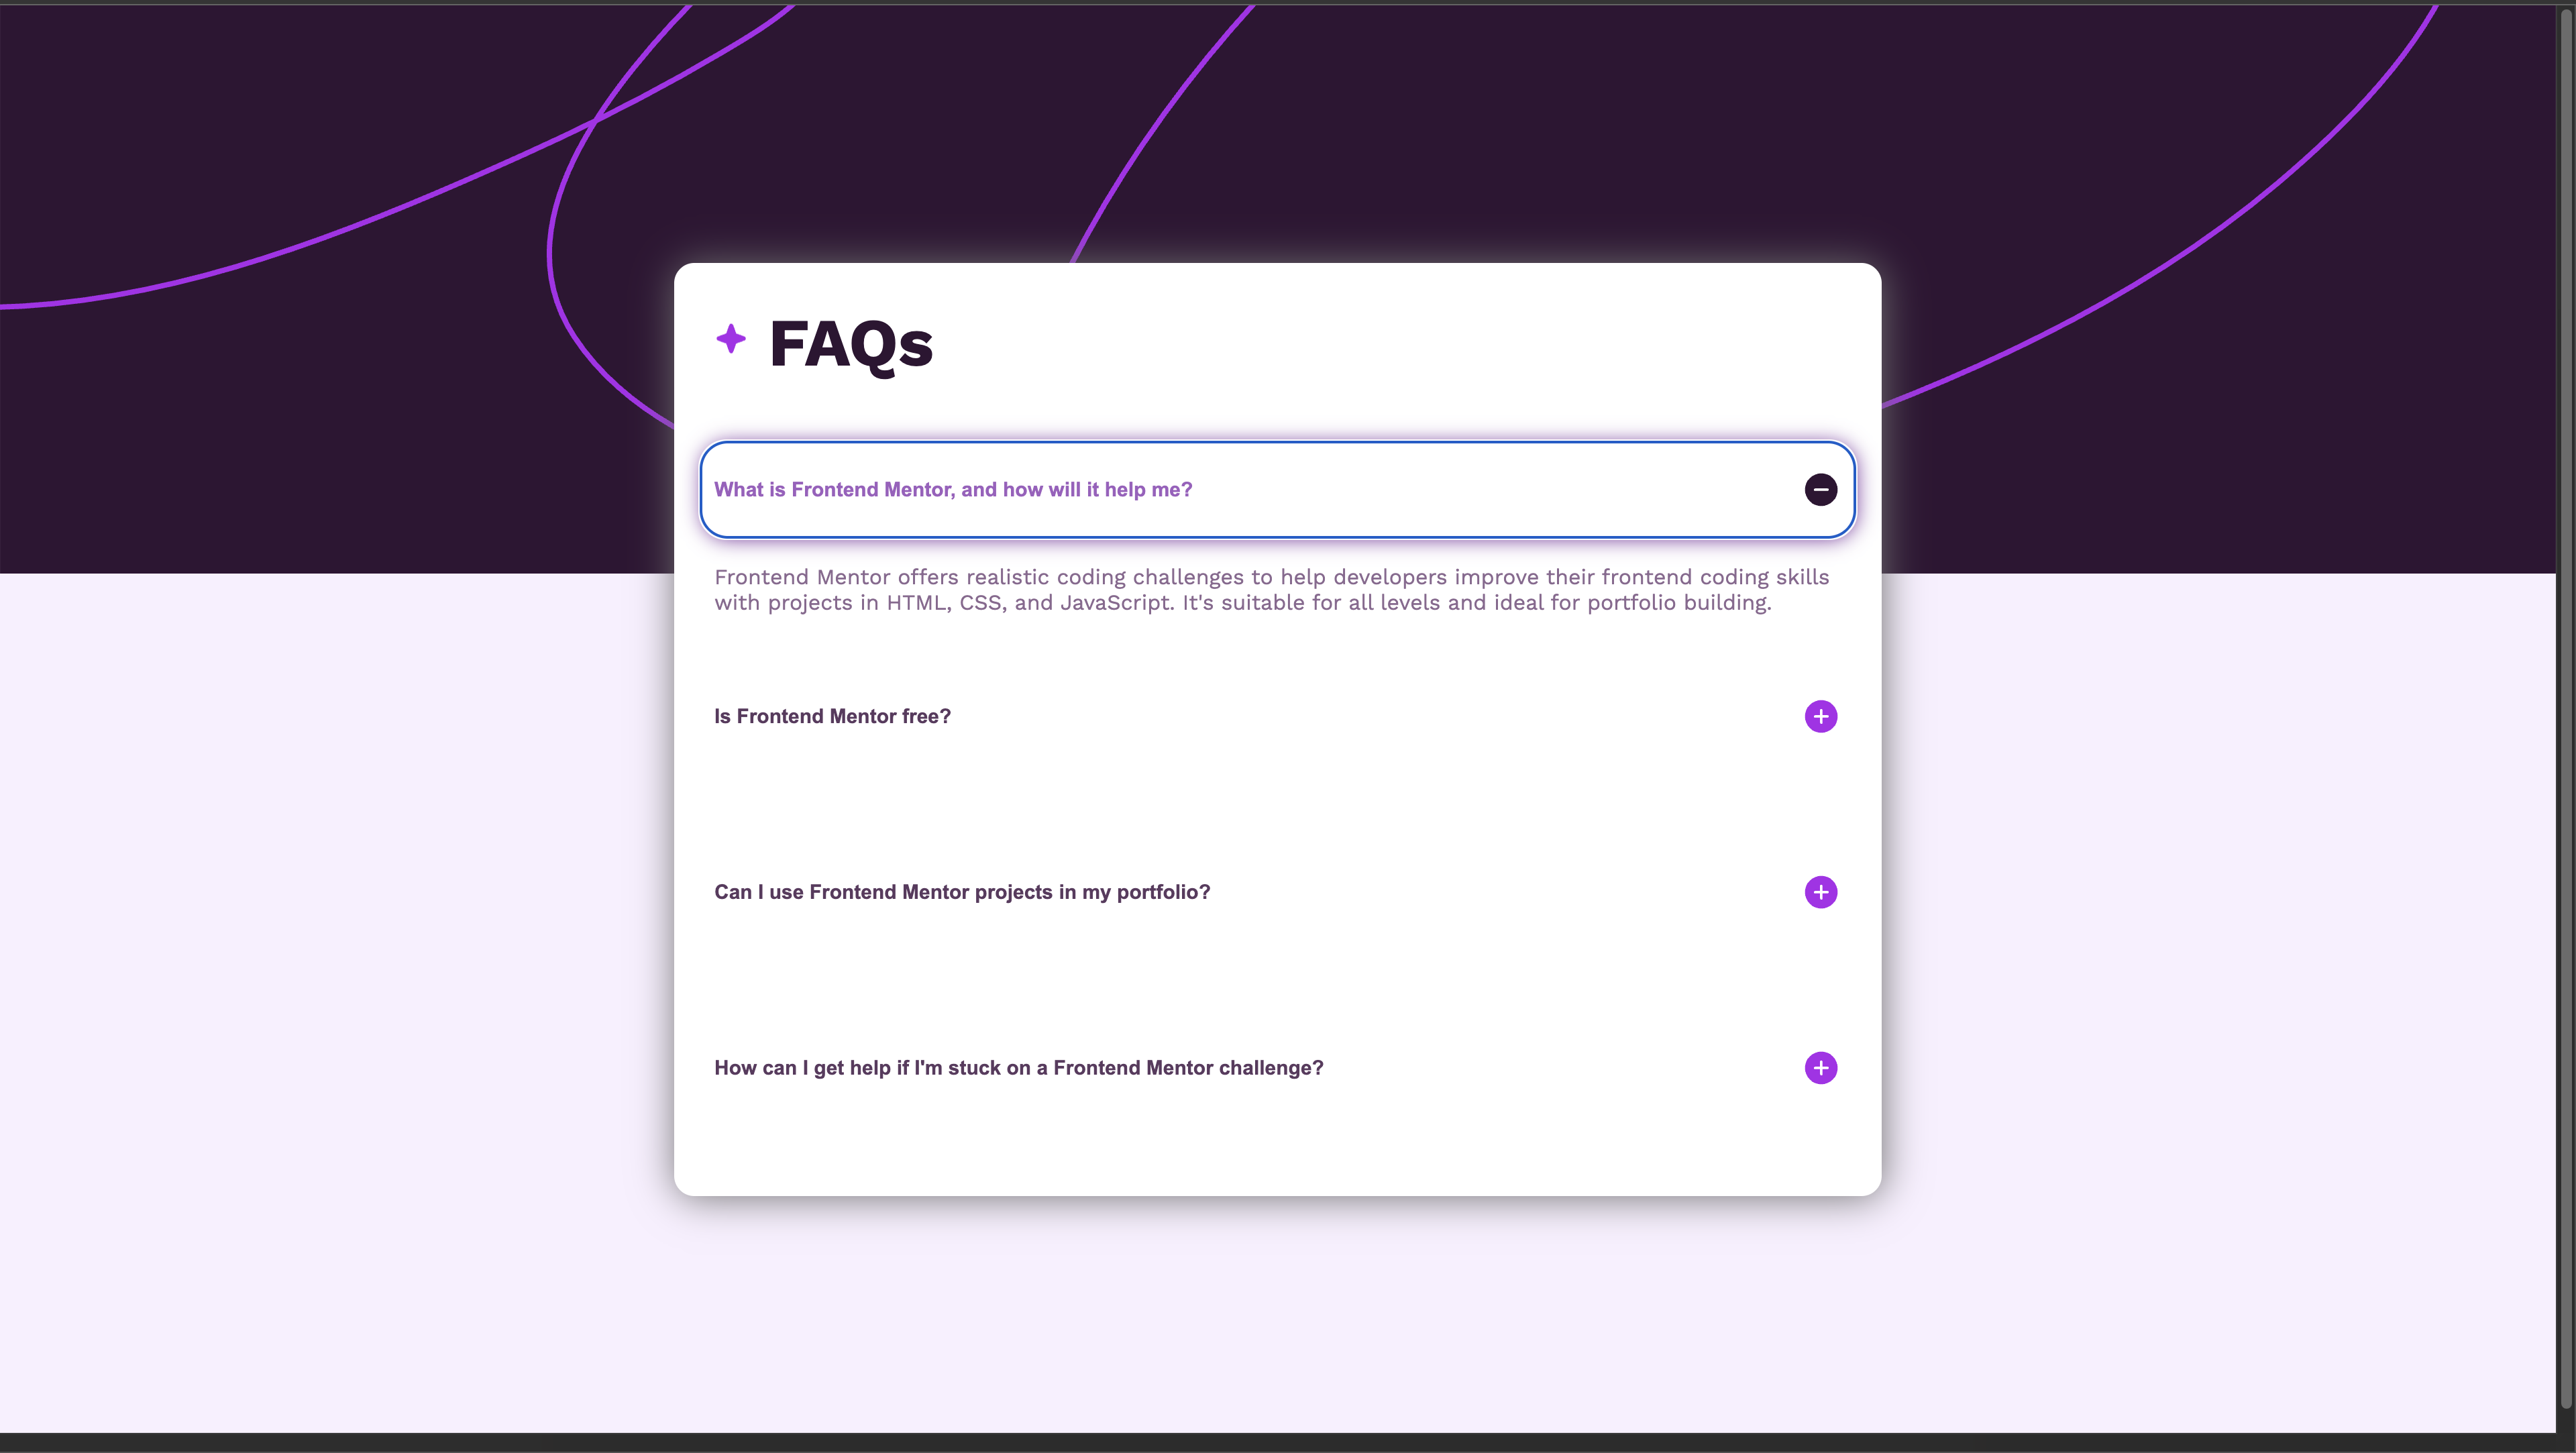 FAQs
What is Frontend Mentor, and how will it help me?
Frontend Mentor offers realistic coding challenges to help developers improve their frontend coding skills
with projects in HTML, CSS, and JavaScript. It's suitable for all levels and ideal for portfolio building.
Is Frontend Mentor free?
Can I use Frontend Mentor projects in my portfolio?
How can I get help if I'm stuck on a Frontend Mentor challenge?